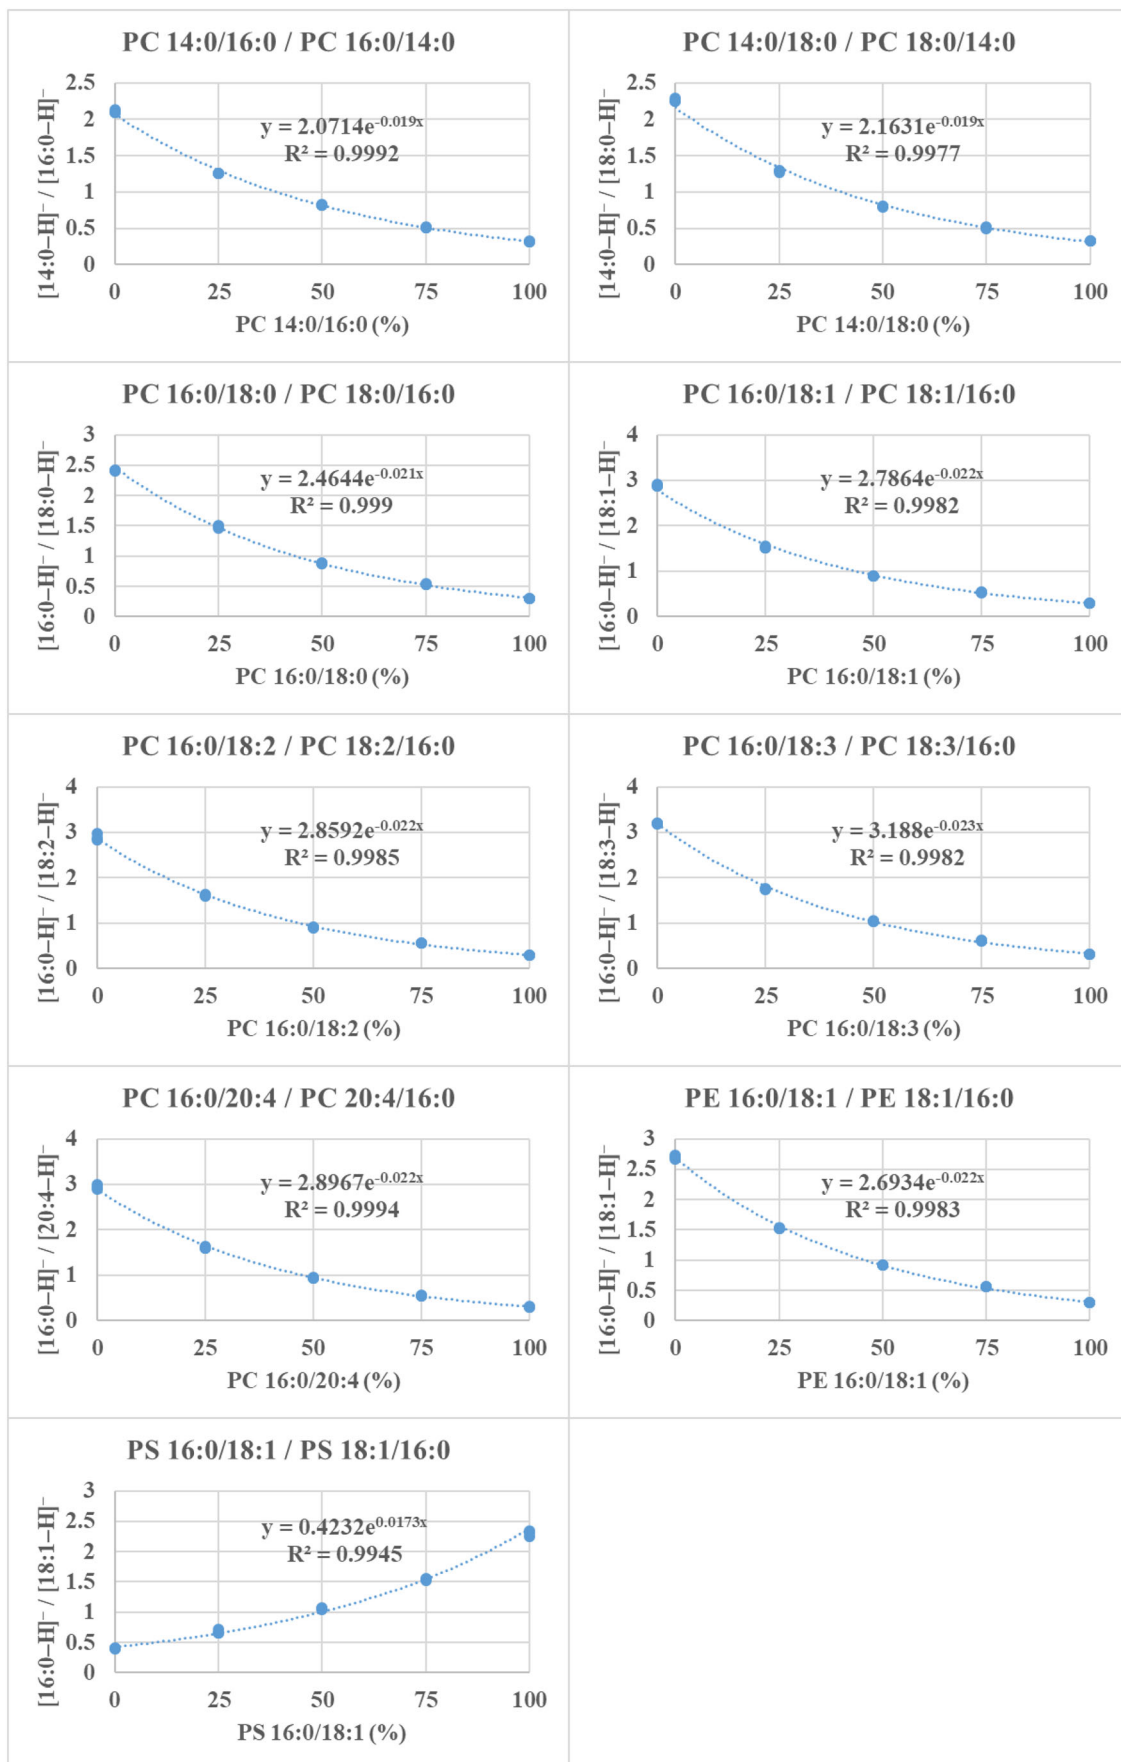 PC 14:0/16:0 / PC 16:0/14:0
[14:0–H]⁻ / [16:0–H]⁻
2.5
2
1.5
1
0.5
0
y = 2.0714e^-0.019x
R² = 0.9992
0 25 50 75 100
PC 14:0/16:0 (%)
PC 14:0/18:0 / PC 18:0/14:0
[14:0–H]⁻ / [18:0–H]⁻
2.5
2
1.5
1
0.5
0
y = 2.1631e^-0.019x
R² = 0.9977
0 25 50 75 100
PC 14:0/18:0 (%)
PC 16:0/18:0 / PC 18:0/16:0
[16:0–H]⁻ / [18:0–H]⁻
3
2.5
2
1.5
1
0.5
0
y = 2.4644e^-0.021x
R² = 0.999
0 25 50 75 100
PC 16:0/18:0 (%)
PC 16:0/18:1 / PC 18:1/16:0
[16:0–H]⁻ / [18:1–H]⁻
4
3
2
1
0
y = 2.7864e^-0.022x
R² = 0.9982
0 25 50 75 100
PC 16:0/18:1 (%)
PC 16:0/18:2 / PC 18:2/16:0
[16:0–H]⁻ / [18:2–H]⁻
4
3
2
1
0
y = 2.8592e^-0.022x
R² = 0.9985
0 25 50 75 100
PC 16:0/18:2 (%)
PC 16:0/18:3 / PC 18:3/16:0
[16:0–H]⁻ / [18:3–H]⁻
4
3
2
1
0
y = 3.188e^-0.023x
R² = 0.9982
0 25 50 75 100
PC 16:0/18:3 (%)
PC 16:0/20:4 / PC 20:4/16:0
[16:0–H]⁻ / [20:4–H]⁻
4
3
2
1
0
y = 2.8967e^-0.022x
R² = 0.9994
0 25 50 75 100
PC 16:0/20:4 (%)
PE 16:0/18:1 / PE 18:1/16:0
[16:0–H]⁻ / [18:1–H]⁻
3
2.5
2
1.5
1
0.5
0
y = 2.6934e^-0.022x
R² = 0.9983
0 25 50 75 100
PE 16:0/18:1 (%)
PS 16:0/18:1 / PS 18:1/16:0
[16:0–H]⁻ / [18:1–H]⁻
3
2.5
2
1.5
1
0.5
0
y = 0.4232e^0.0173x
R² = 0.9945
0 25 50 75 100
PS 16:0/18:1 (%)